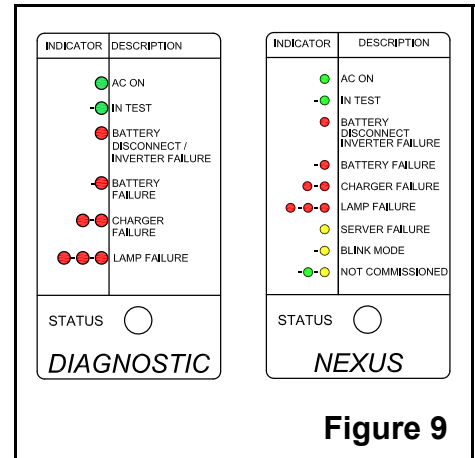 INDICATOR DESCRIPTION
AC ON
IN TEST
BATTERY
DISCONNECT /
INVERTER FAILURE
BATTERY
FAILURE
CHARGER
FAILURE
LAMP FAILURE
STATUS
DIAGNOSTIC
INDICATOR DESCRIPTION
AC ON
IN TEST
BATTERY
DISCONNECT
INVERTER FAILURE
BATTERY FAILURE
CHARGER FAILURE
LAMP FAILURE
SERVER FAILURE
BLINK MODE
NOT COMMISSIONED
STATUS
NEXUS
Figure 9